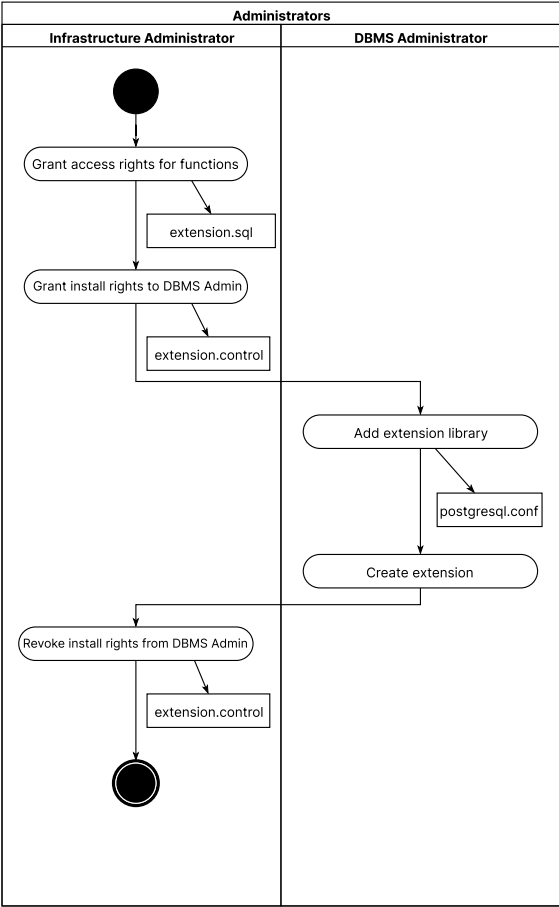 Administrators
Infrastructure Administrator
DBMS Administrator
Grant access rights for functions
extension.sql
Grant install rights to DBMS Admin
extension.control
Add extension library
postgresql.conf
Create extension
Revoke install rights from DBMS Admin
extension.control